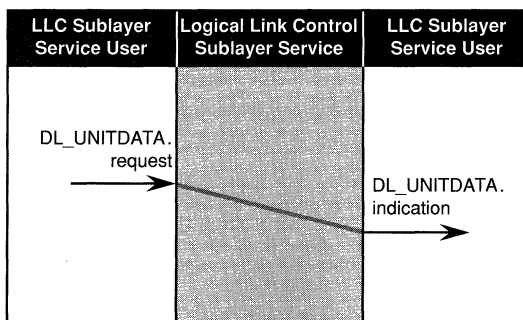 LLC Sublayer
Service User
Logical Link Control
Sublayer Service
LLC Sublayer
Service User
DL_UNITDATA.
request
DL_UNITDATA.
indication